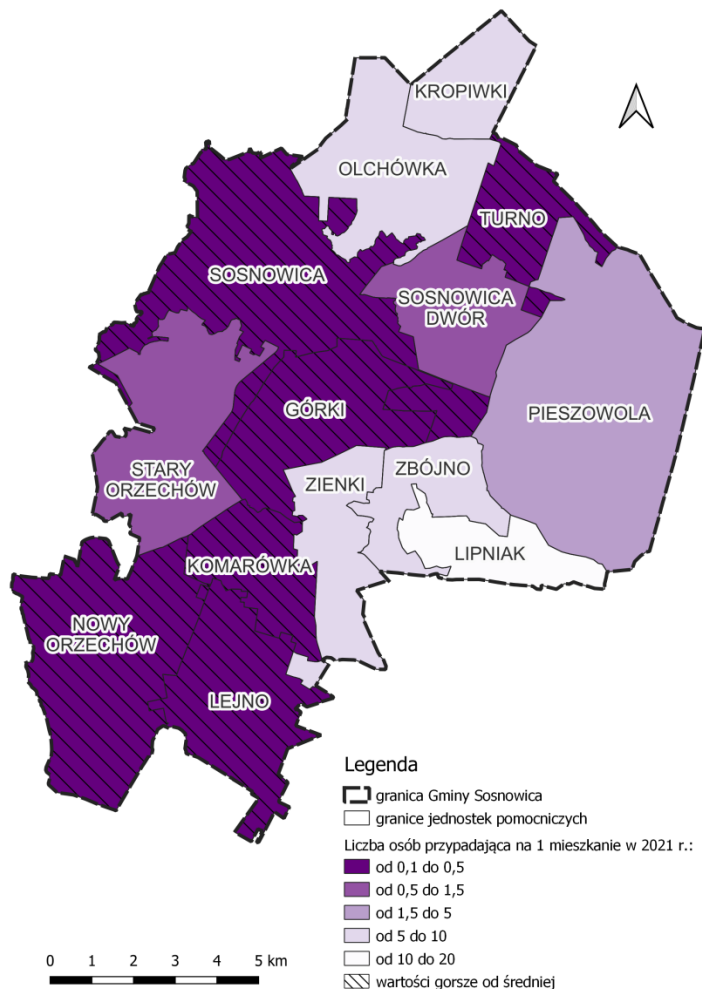 KROPIWKI
OLCHÓWKA
TURNO
SOSNOWICA
SOSNOWICA
DWÓR
GÓRKI
PIESZOWOLA
STARY
ORZECHÓW
ZIENKI
ZBÓJNO
LIPNIAK
KOMARÓWKA
NOWY
ORZECHÓW
LEJNO
Legenda
granica Gminy Sosnowica
granice jednostek pomocniczych
Liczba osób przypadająca na 1 mieszkanie w 2021 r.:
od 0,1 do 0,5
od 0,5 do 1,5
od 1,5 do 5
od 5 do 10
od 10 do 20
wartości gorsze od średniej
0 1 2 3 4 5 km